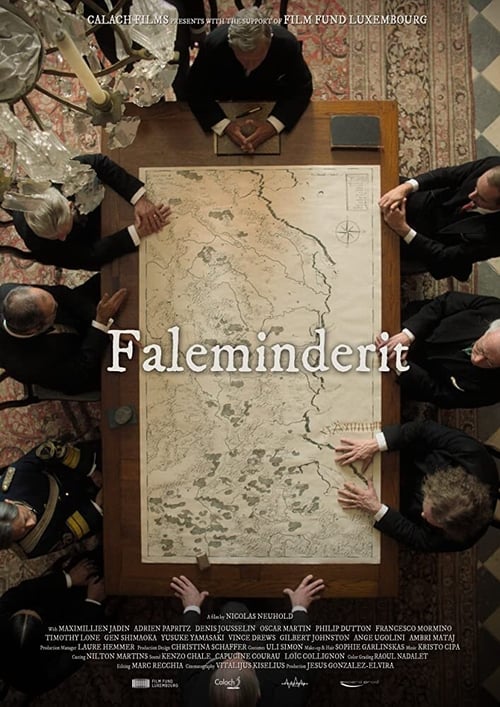 CALACH FILMS PRESENTS WITH THE SUPPORT OF FILM FUND LUXEMBOURG
Faleminderit
A film by NICOLAS NEUHOLD
With MAXIMILLIEN JADIN ADRIEN PAPRITZ DENIS JOUSSELIN OSCAR MARTIN PHILIP DUTTON FRANCESCO MORMINO
TIMOTHY LONE GEN SHIMAOKA YUSUKE YAMASAKI VINCE DREWS GILBERT JOHNSTON ANGE UGOLINI AMBRI MATAJ
Production Manager LAURE HEMMER Production Design CHRISTINA SCHAFFER Costumes ULI SIMON Make-up & Hair SOPHIE GARLINSKAS Music KRISTO CIPA
Casting NILTON MARTINS Sound KENZO CHALE_CAPUCINE COURAU_LOÏC COLLIGNON Color Grading RAOUL NADALET
Editing MARC RECCHIA Cinematography VITALIJUS KISELIUS Production JESUS GONZALEZ-ELVIRA
FILM FUND
LUXEMBOURG
Calach